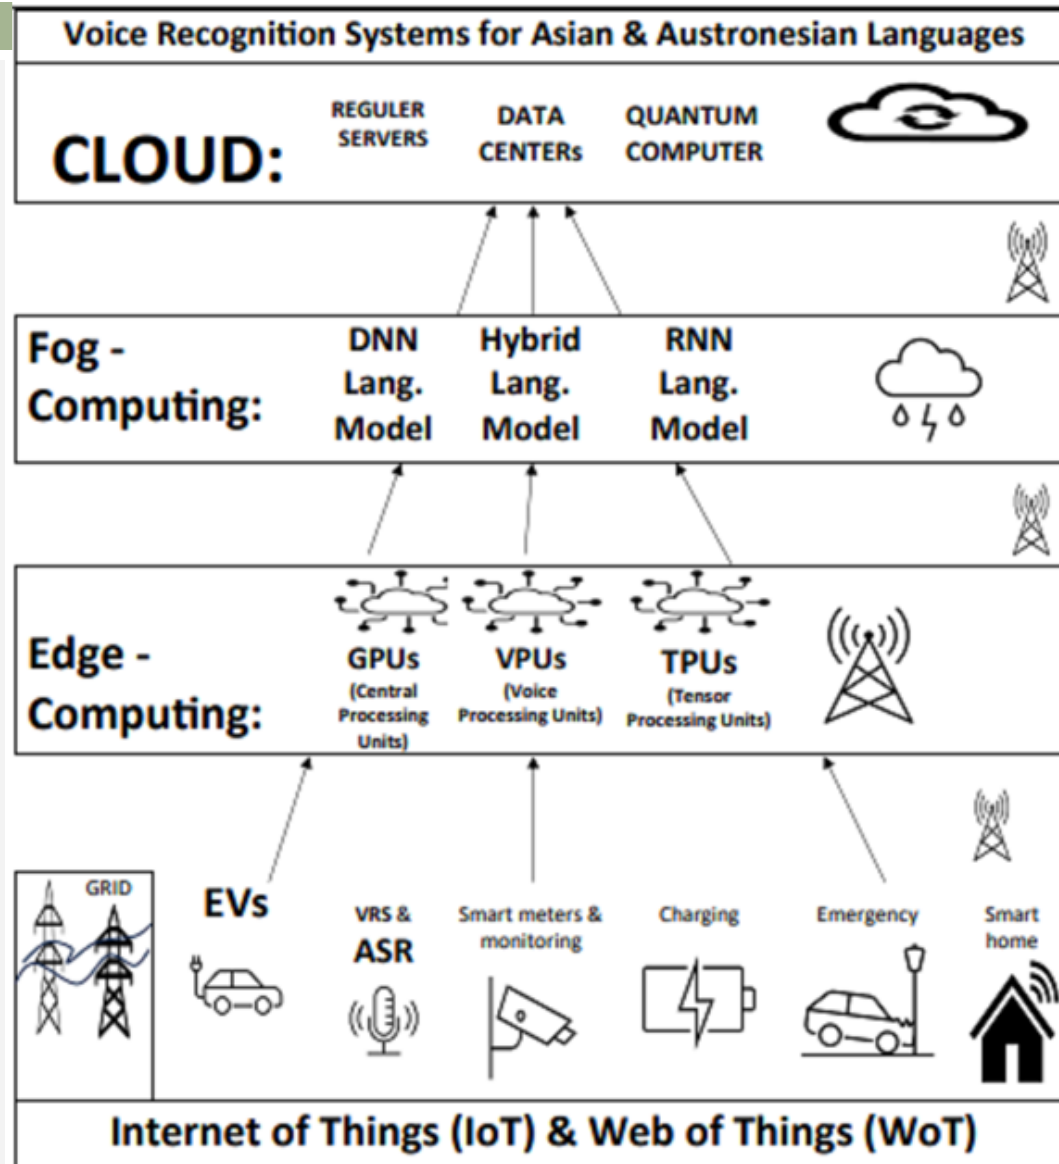 Voice Recognition Systems for Asian & Austronesian Languages
CLOUD:
REGULER
SERVERS
DATA
CENTERs
QUANTUM
COMPUTER
Fog -
Computing:
DNN
Lang.
Model
Hybrid
Lang.
Model
RNN
Lang.
Model
Edge -
Computing:
GPUs
(Central
Processing
Units)
VPUs
(Voice
Processing Units)
TPUs
(Tensor
Processing Units)
GRID
EVs
VRS &
ASR
Smart meters &
monitoring
Charging
Emergency
Smart
home
Internet of Things (IoT) & Web of Things (WoT)